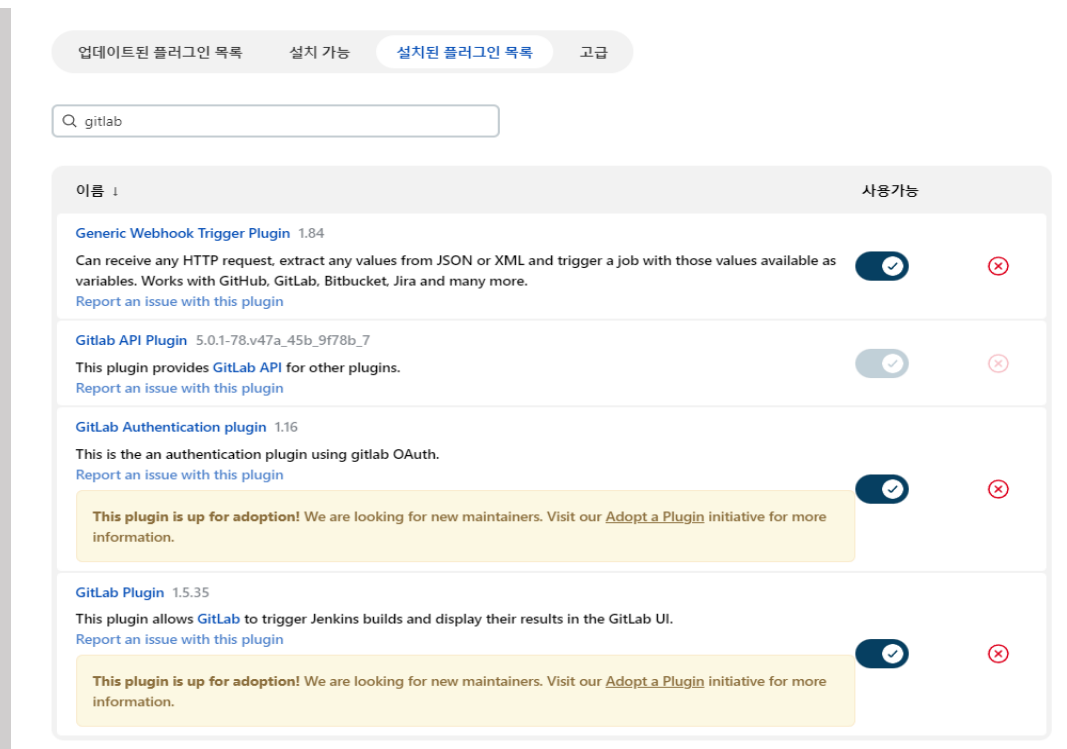 업데이트된 플러그인 목록 설치 가능 설치된 플러그인 목록 고급
gitlab
이름 ↓ 사용가능
Generic Webhook Trigger Plugin 1.84
Can receive any HTTP request, extract any values from JSON or XML and trigger a job with those values available as
variables. Works with GitHub, GitLab, Bitbucket, Jira and many more.
Report an issue with this plugin
Gitlab API Plugin 5.0.1-78.v47a_45b_9f78b_7
This plugin provides GitLab API for other plugins.
Report an issue with this plugin
GitLab Authentication plugin 1.16
This is the an authentication plugin using gitlab OAuth.
Report an issue with this plugin
This plugin is up for adoption! We are looking for new maintainers. Visit our Adopt a Plugin initiative for more
information.
GitLab Plugin 1.5.35
This plugin allows GitLab to trigger Jenkins builds and display their results in the GitLab UI.
Report an issue with this plugin
This plugin is up for adoption! We are looking for new maintainers. Visit our Adopt a Plugin initiative for more
information.